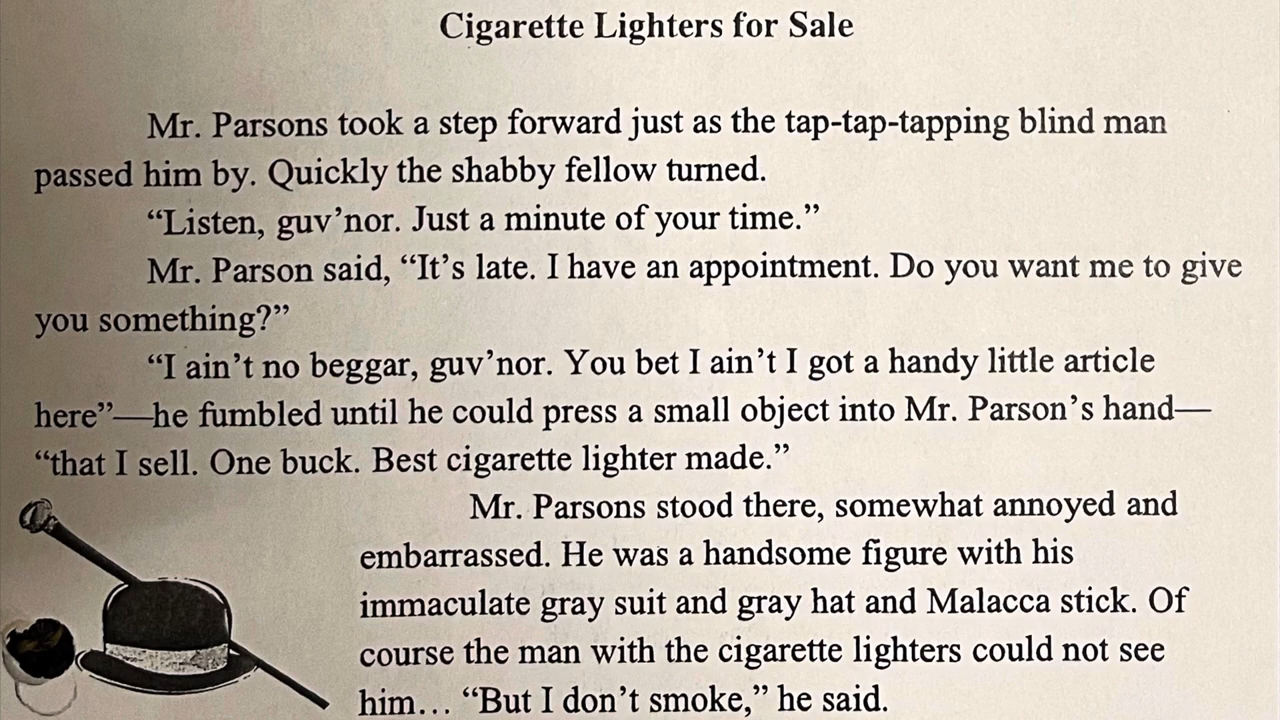 Cigarette Lighters for Sale
Mr. Parsons took a step forward just as the tap-tap-tapping blind man
passed him by. Quickly the shabby fellow turned.
“Listen, guv’nor. Just a minute of your time.”
Mr. Parson said, “It’s late. I have an appointment. Do you want me to give
you something?”
“I ain’t no beggar, guv’nor. You bet I ain’t I got a handy little article
here”—he fumbled until he could press a small object into Mr. Parson’s hand—
“that I sell. One buck. Best cigarette lighter made.”
Mr. Parsons stood there, somewhat annoyed and
embarrassed. He was a handsome figure with his
immaculate gray suit and gray hat and Malacca stick. Of
course the man with the cigarette lighters could not see
him… “But I don’t smoke,” he said.